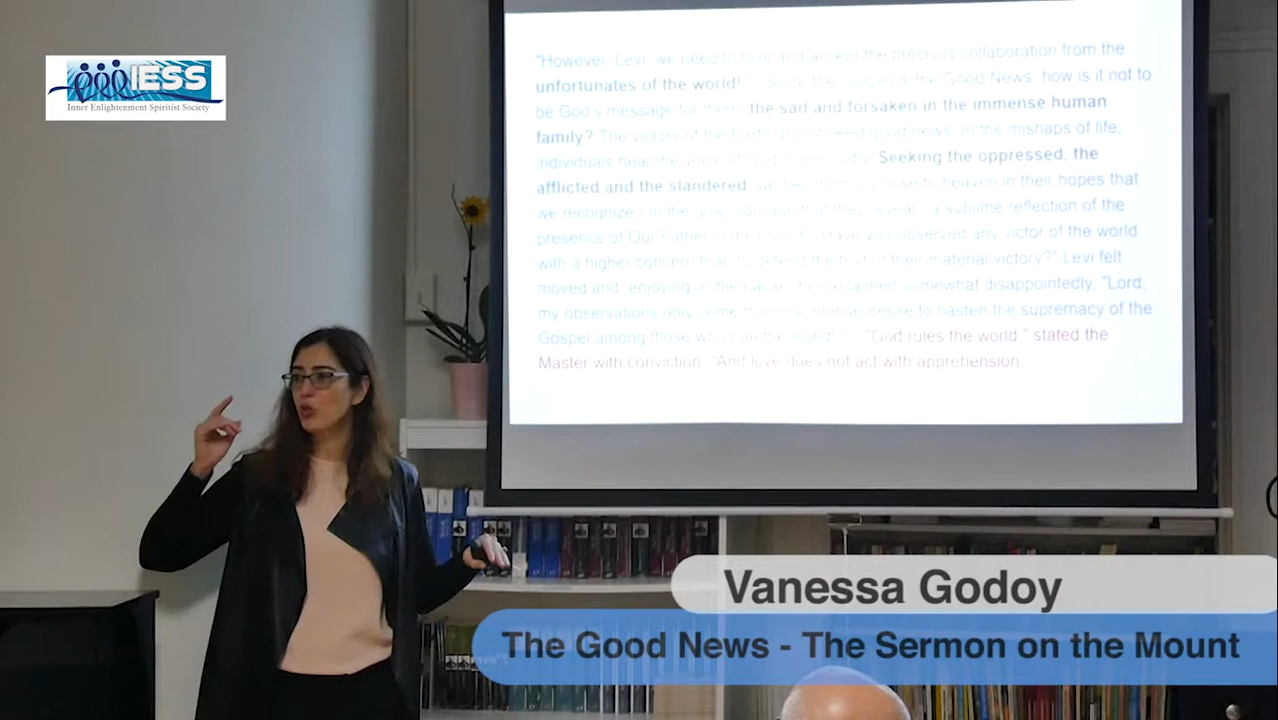 IESS
Inner Enlightenment Spiritist Society
"However, Levi, we need to love and accept the precious collaboration from the
unfortunates of the world! Since the is the Good News, how is it not to
be God's message for them, the sad and forsaken in the immense human
family? The victors of the Earth do not need good news. In the mishaps of life,
individuals hear the voice of God more Seeking the oppressed, the
afflicted and the slandered, we feel them so close to heaven in their hopes that
we recognize - in the quiet courage that they reveal - a sublime reflection of the
presence of Our Father in their spirits. Have you observed any victor of the world
with a higher concern than to defend the fruit of their material victory?" Levi felt
moved and, enjoying a little pause, he exclaimed somewhat disappointedly, "Lord,
my observations only come from my intense desire to hasten the supremacy of the
Gospel among those who rule the world! "God rules the world," stated the
Master with conviction. "And love does not act with apprehension.
Vanessa Godoy
The Good News - The Sermon on the Mount